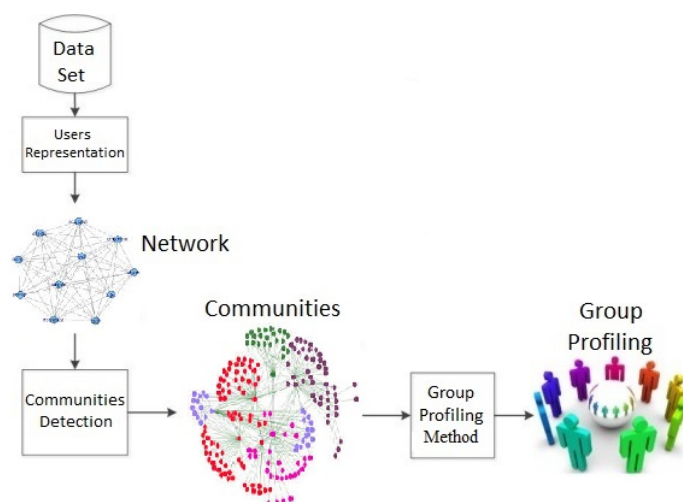 Data
Set
Users
Representation
Network
Communities
Detection
Communities
Group
Profiling
Method
Group
Profiling